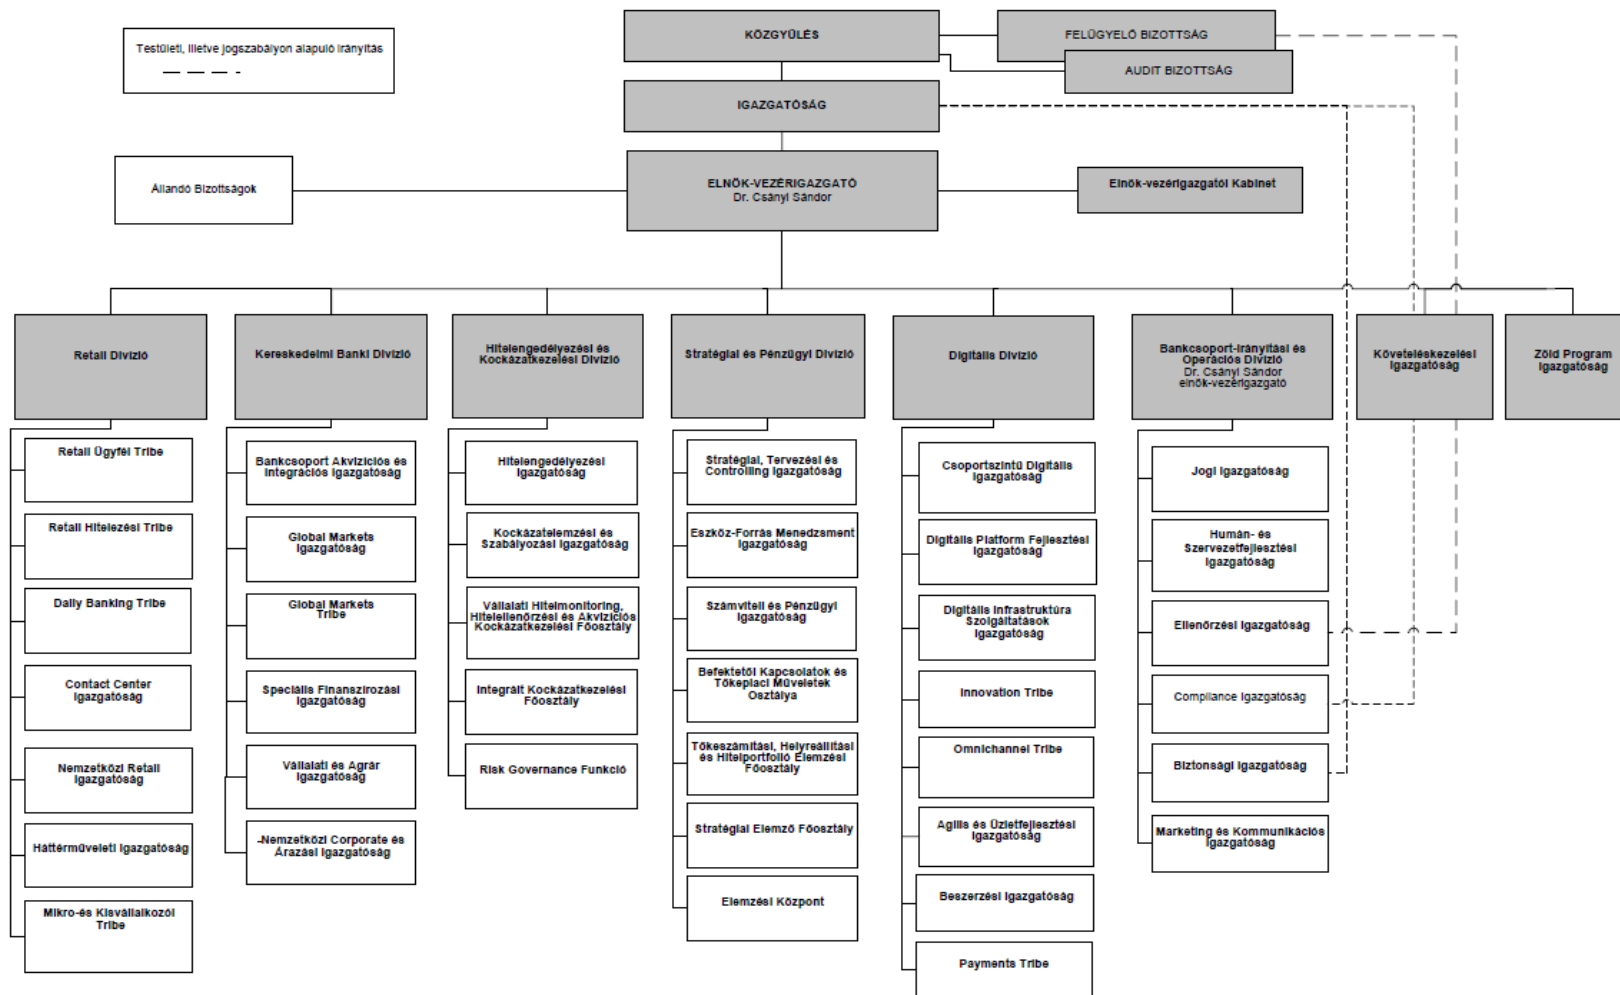 Testületi, illetve jogszabályon alapuló irányítás
KÖZGYŰLÉS
FELÜGYELŐ BIZOTTSÁG
AUDIT BIZOTTSÁG
IGAZGATÓSÁG
Állandó Bizottságok
ELNÖK-VEZÉRIGAZGATÓ
Dr. Csányi Sándor
Elnök-vezérigazgatói Kabinet
Retail Divízió
Kereskedelmi Banki Divízió
Hitelengedélyezési és
Kockázatkezelési Divízió
Stratégiai és Pénzügyi Divízió
Digitális Divízió
Bankcsoport-irányítási és
Operációs Divízió
Dr. Csányi Sándor
elnök-vezérigazgató
Követeléskezelési
Igazgatóság
Zöld Program
Igazgatóság
Retail Ügyfél Tribe
Retail Hitelezési Tribe
Daily Banking Tribe
Contact Center
Igazgatóság
Nemzetközi Retail
Igazgatóság
Háttérműveleti Igazgatóság
Mikro-és Kisvállalkozói
Tribe
Bankcsoport Akvizíciós és
Integrációs Igazgatóság
Global Markets
Igazgatóság
Global Markets
Tribe
Speciális Finanszírozási
Igazgatóság
Vállalati és Agrár
Igazgatóság
-Nemzetközi Corporate és
Árazási Igazgatóság
Hitelengedélyezési
Igazgatóság
Kockázatelemzési és
Szabályozási Igazgatóság
Vállalati Hitelmonitoring,
Hitelellenőrzési és Akvizíciós
Kockázatkezelési Főosztály
Integrált Kockázatkezelési
Főosztály
Risk Governance Funkció
Stratégiai, Tervezési és
Controlling Igazgatóság
Eszköz-Forrás Menedzsment
Igazgatóság
Számviteli és Pénzügyi
Igazgatóság
Befektetői Kapcsolatok és
Tőkepiaci Műveletek
Osztálya
Tőkeszámítási, Helyreállítási
és Hitelportfolió Elemzési
Főosztály
Stratégiai Elemző Főosztály
Elemzési Központ
Csoportszintű Digitális
Igazgatóság
Digitális Platform Fejlesztési
Igazgatóság
Digitális Infrastruktúra
Szolgáltatások
Igazgatóság
Innovation Tribe
Omnichannel Tribe
Agilis és Üzletfejlesztési
Igazgatóság
Beszerzési Igazgatóság
Payments Tribe
Jogi Igazgatóság
Humán- és
Szervezetfejlesztési
Igazgatóság
Ellenőrzési Igazgatóság
Compliance Igazgatóság
Biztonsági Igazgatóság
Marketing és Kommunikációs
Igazgatóság